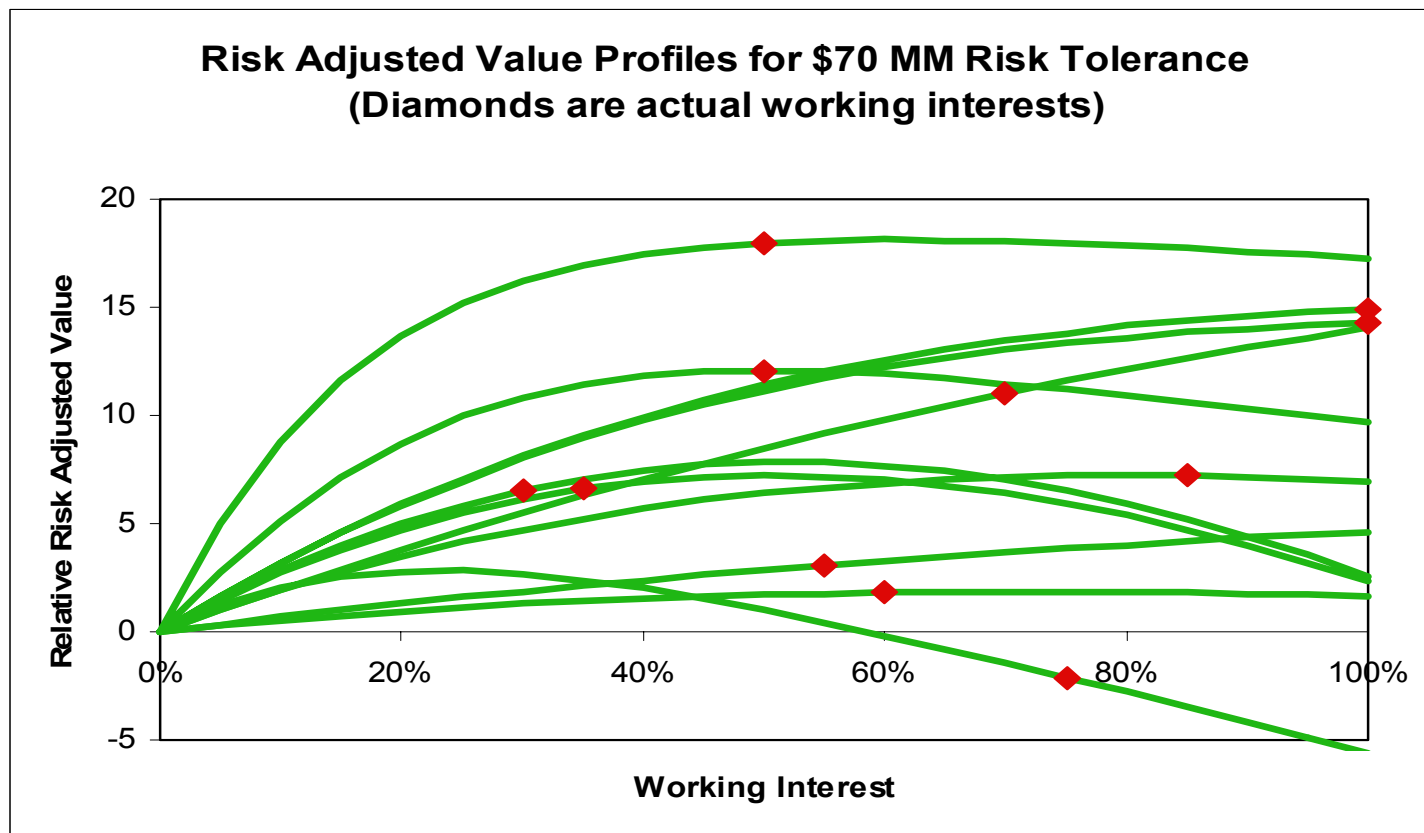 Risk Adjusted Value Profiles for $70 MM Risk Tolerance
(Diamonds are actual working interests)
20
15
10
5
0
-5
Relative Risk Adjusted Value
0% 20% 40% 60% 80% 100%
Working Interest